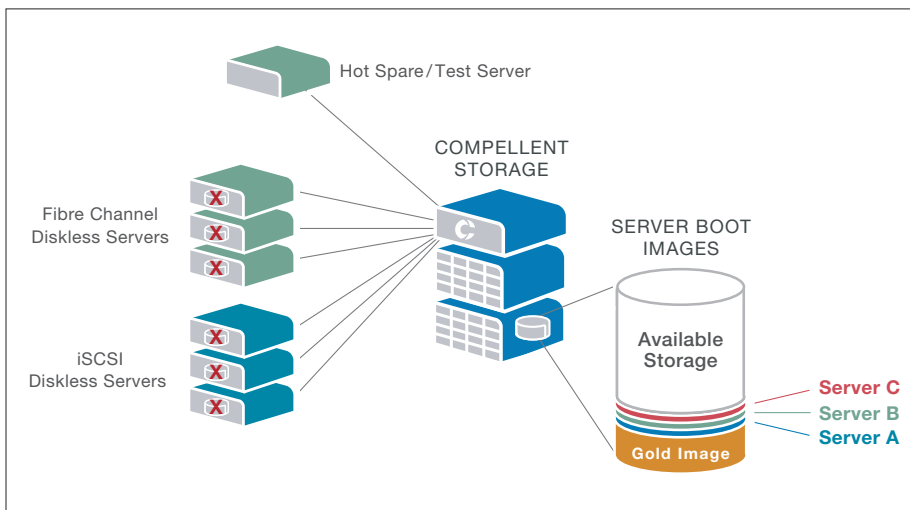 Hot Spare/Test Server
COMPELLENT
STORAGE
Fibre Channel
Diskless Servers
SERVER BOOT
IMAGES
Available
Storage
iSCSI
Diskless Servers
Server C
Server B
Server A
Gold Image